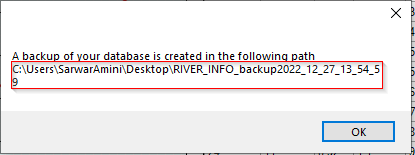 A backup of your database is created in the following path
C:\Users\SarwarAmini\Desktop\RIVER_INFO_backup2022_12_27_13_54_5
9
OK